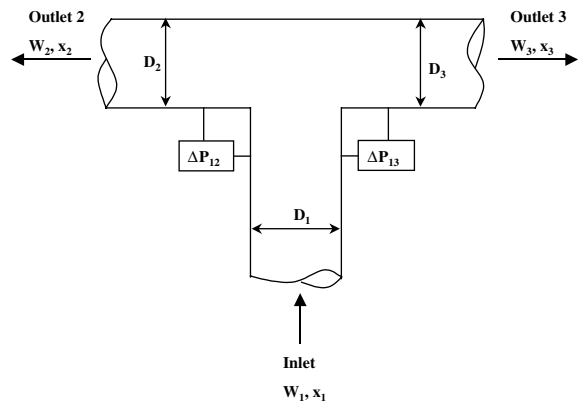 Outlet 2
W₂, x₂
Outlet 3
W₃, x₃
D₂
D₃
ΔP₁₂
ΔP₁₃
D₁
Inlet
W₁, x₁